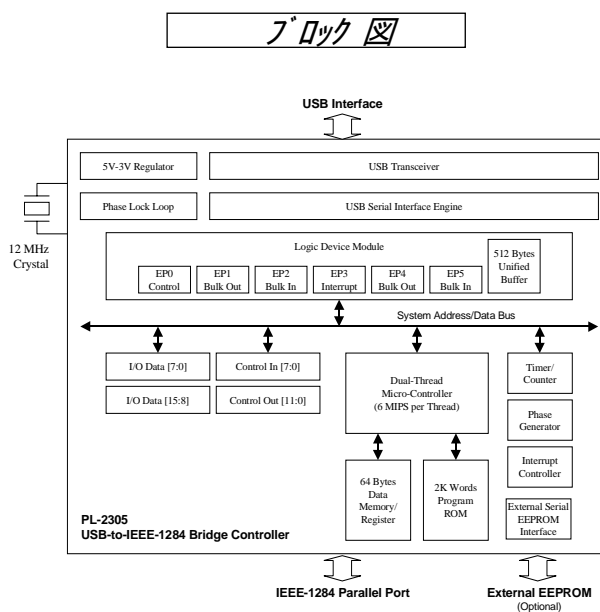 ブロック 図
USB Interface
5V-3V Regulator
USB Transceiver
Phase Lock Loop
USB Serial Interface Engine
12 MHz
Crystal
Logic Device Module
512 Bytes
Unified
Buffer
EP0
Control
EP1
Bulk Out
EP2
Bulk In
EP3
Interrupt
EP4
Bulk Out
EP5
Bulk In
System Address/Data Bus
I/O Data [7:0]
Control In [7:0]
I/O Data [15:8]
Control Out [11:0]
Dual-Thread
Micro-Controller
(6 MIPS per Thread)
Timer/
Counter
Phase
Generator
Interrupt
Controller
64 Bytes
Data
Memory/
Register
2K Words
Program
ROM
External Serial
EEPROM
Interface
PL-2305
USB-to-IEEE-1284 Bridge Controller
IEEE-1284 Parallel Port
External EEPROM
(Optional)